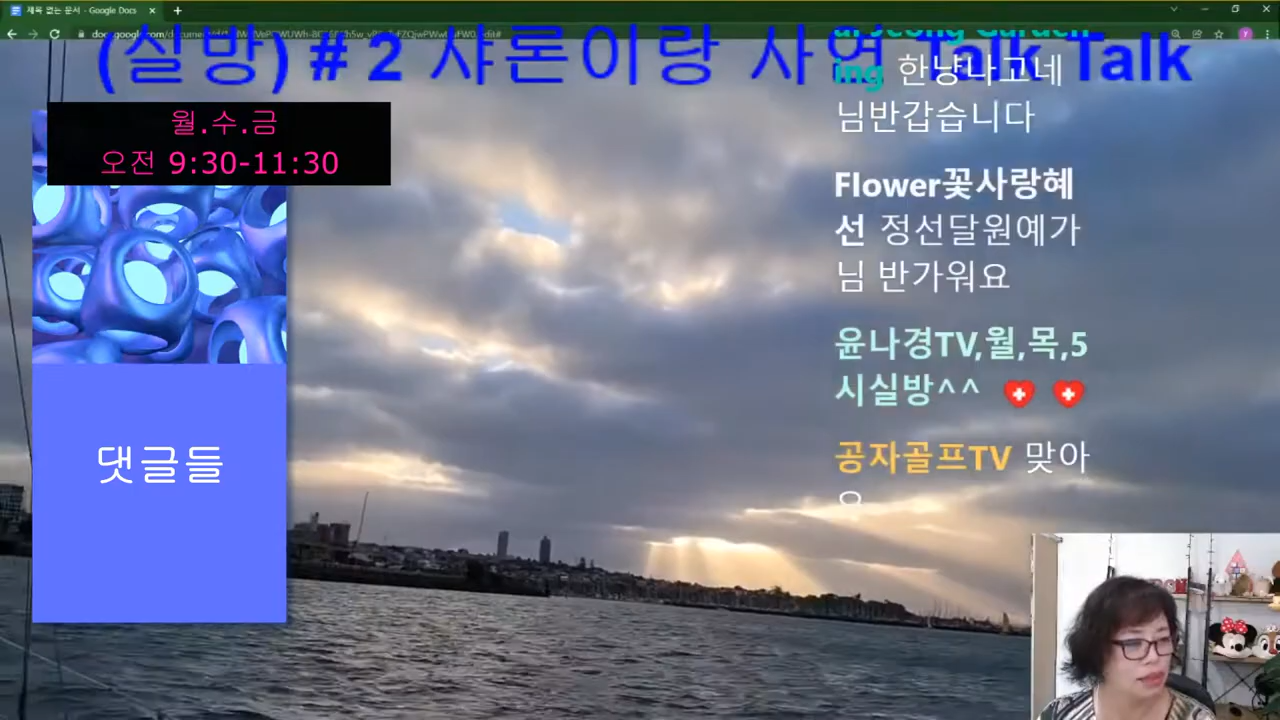 제목 없는 문서 - Google Docs
(실방) # 2 샤론이랑 사연 Talk Talk
월.수.금
오전 9:30-11:30
댓글들
ing 한냥나고네
님반갑습니다
Flower꽃사랑혜
선 정선달원예가
님 반가워요
윤나경TV,월,목,5
시실방^^
공자골프TV 맞아
요